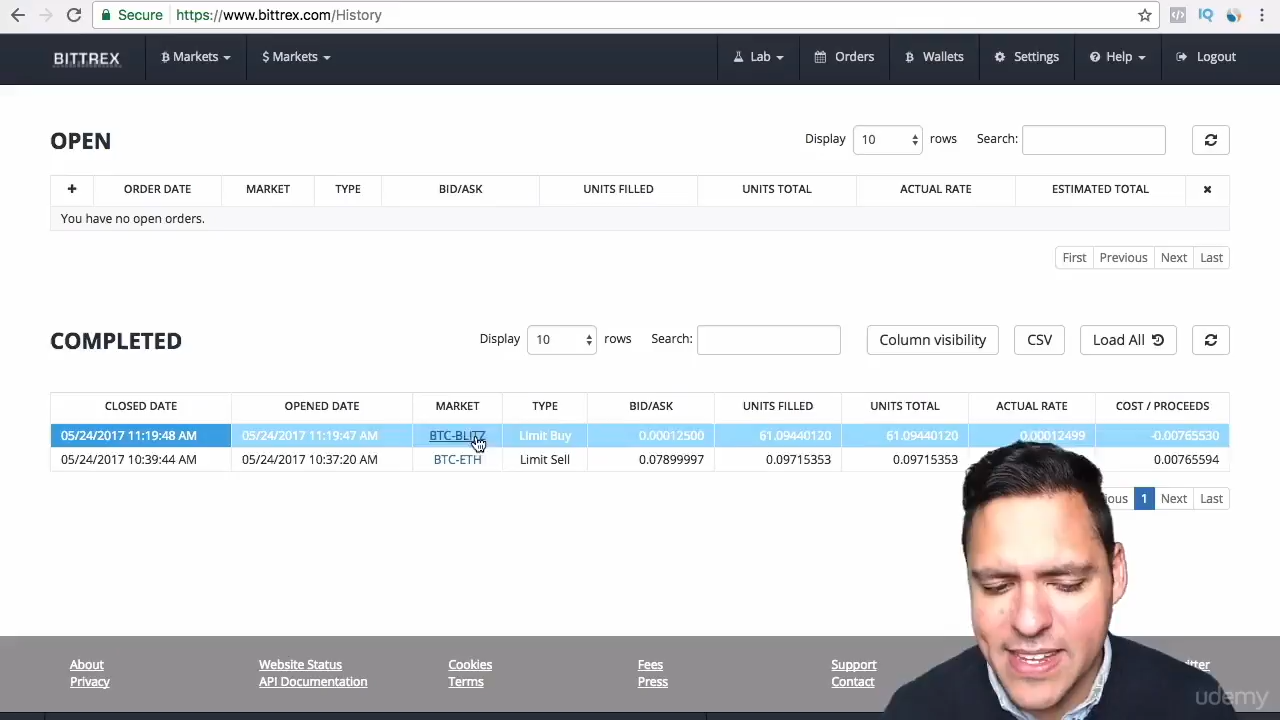 Secure https://www.bittrex.com/History
BITTREX Markets $ Markets Lab Orders Wallets Settings Help Logout
OPEN Display 10 rows Search:
ORDER DATE MARKET TYPE BID/ASK UNITS FILLED UNITS TOTAL ACTUAL RATE ESTIMATED TOTAL
You have no open orders.
First Previous Next Last
COMPLETED Display 10 rows Search: Column visibility CSV Load All
CLOSED DATE OPENED DATE MARKET TYPE BID/ASK UNITS FILLED UNITS TOTAL ACTUAL RATE COST / PROCEEDS
05/24/2017 11:19:48 AM 05/24/2017 11:19:47 AM BTC-BLITZ Limit Buy 0.00012500 61.09440120 61.09440120 0.00012499 -0.00765530
05/24/2017 10:39:44 AM 05/24/2017 10:37:20 AM BTC-ETH Limit Sell 0.07899997 0.09715353 0.09715353 0.00765594
1 Next Last
About Website Status Cookies Fees Support
Privacy API Documentation Terms Press Contact
udemy